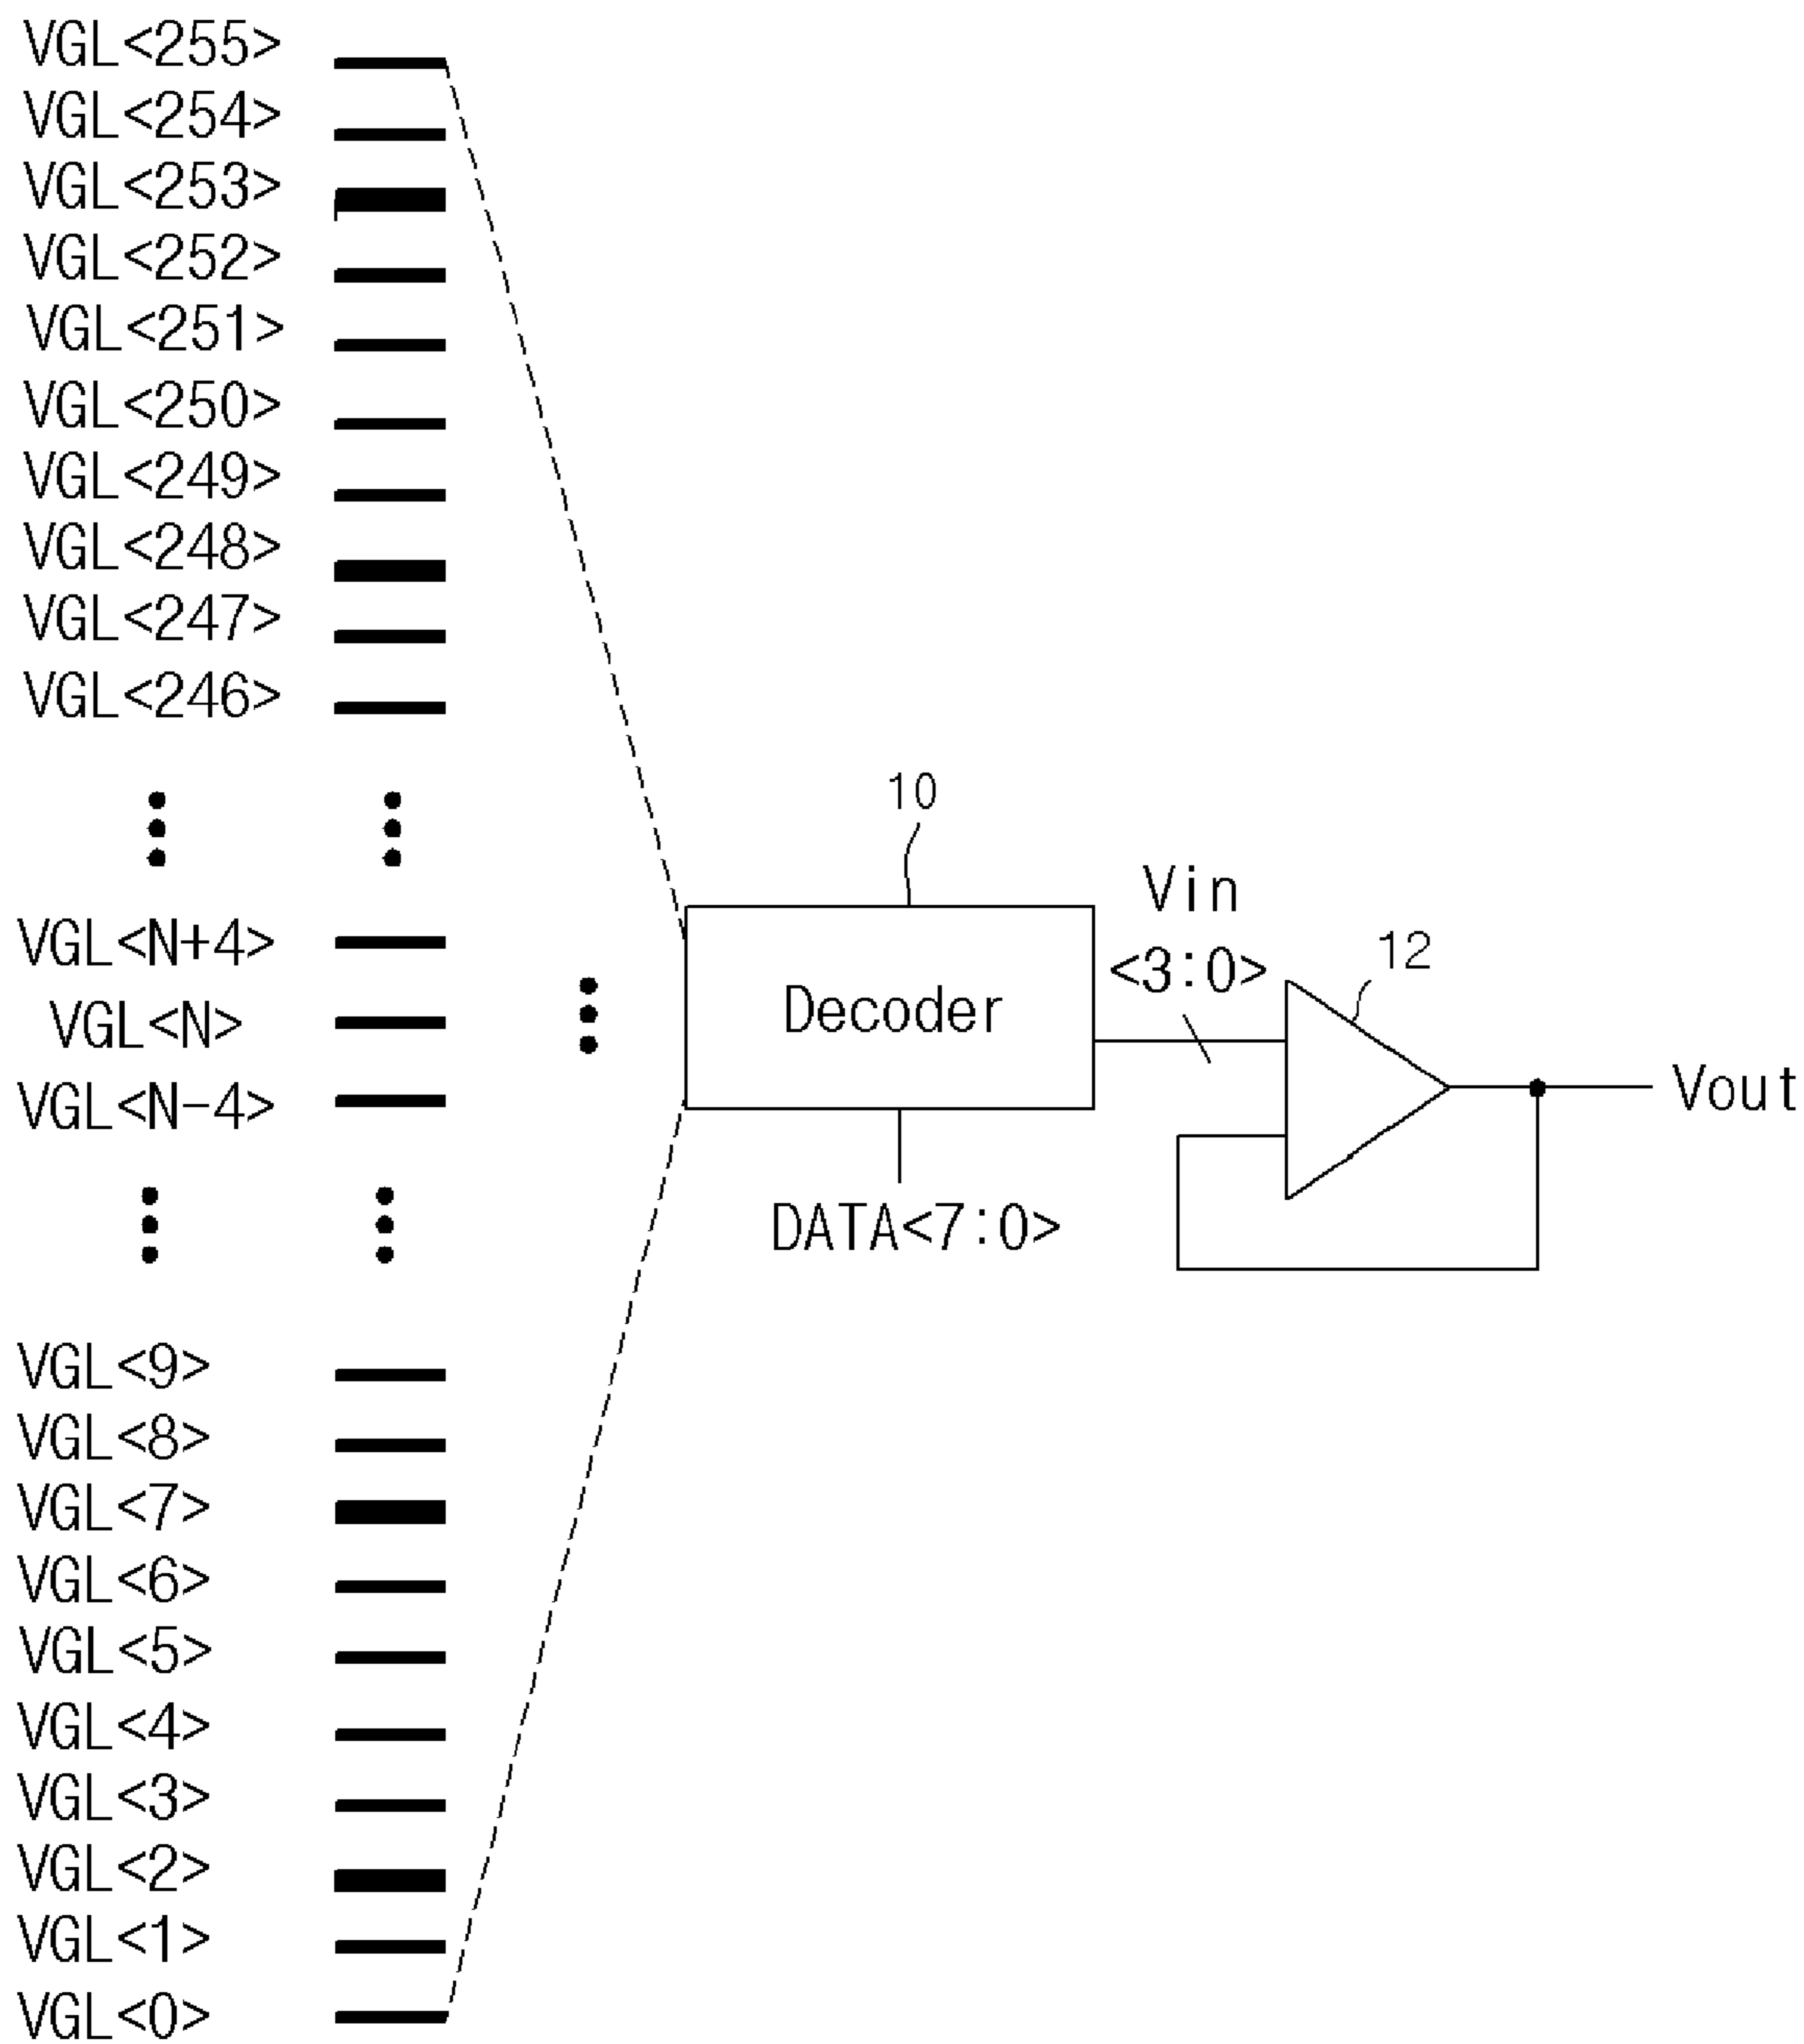 VGL<255>
VGL<254>
VGL<253>
VGL<252>
VGL<251>
VGL<250>
VGL<249>
VGL<248>
VGL<247>
VGL<246>
VGL<N+4>
VGL<N>
VGL<N-4>
VGL<9>
VGL<8>
VGL<7>
VGL<6>
VGL<5>
VGL<4>
VGL<3>
VGL<2>
VGL<1>
VGL<0>
10
Decoder
DATA<7:0>
Vin
<3:0>
12
Vout